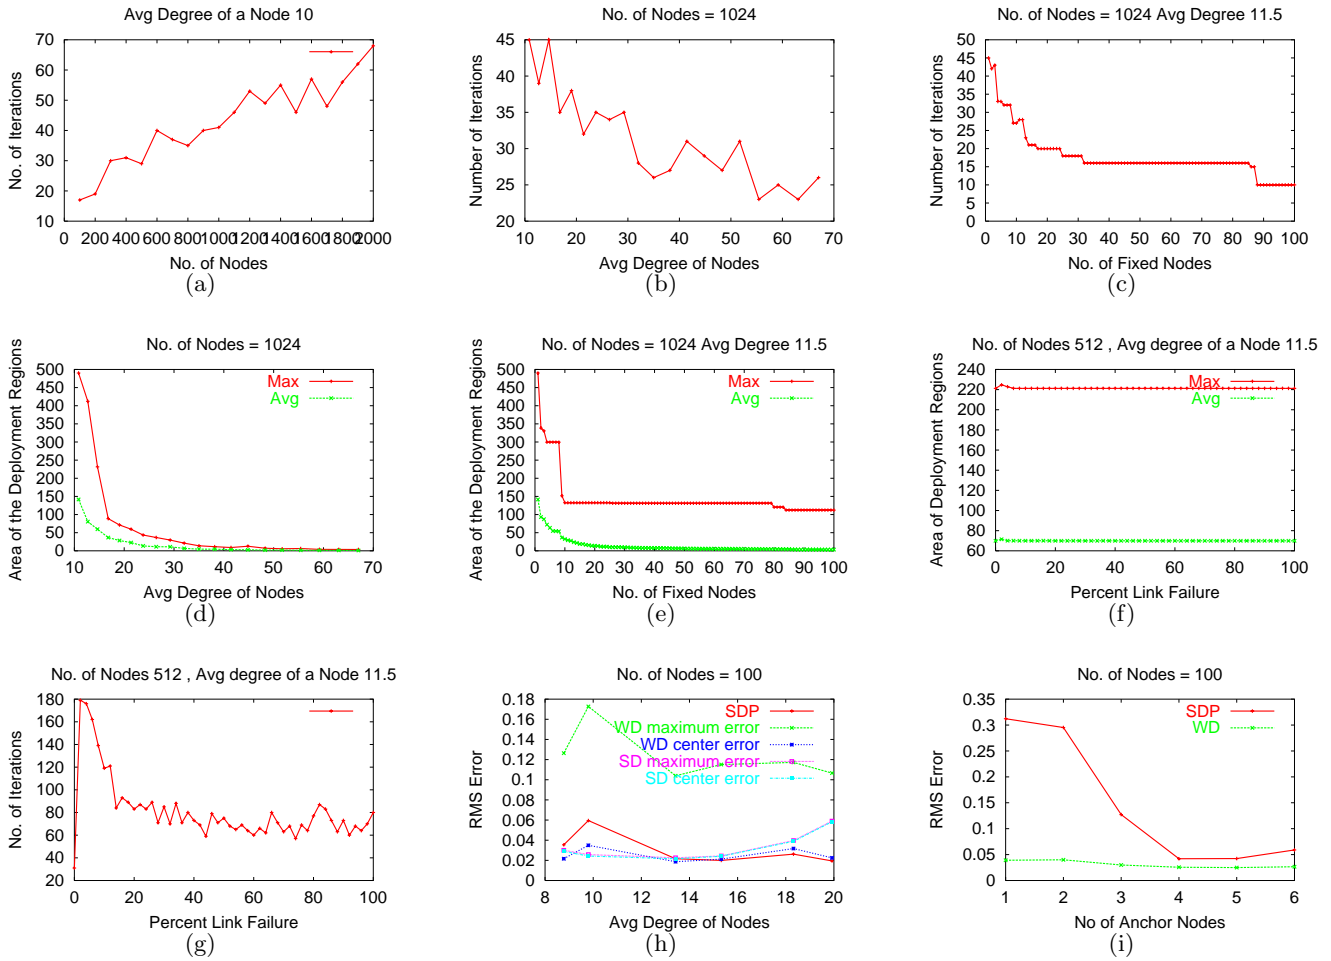 Avg Degree of a Node 10
70
60
50
40
30
20
10
0 200 400 600 800 1000 1200 1400 1600 1800 2000
No. of Iterations
No. of Nodes
(a)
No. of Nodes = 1024
45
40
35
30
25
20
10 20 30 40 50 60 70
Number of Iterations
Avg Degree of Nodes
(b)
No. of Nodes = 1024 Avg Degree 11.5
50
45
40
35
30
25
20
15
10
5
0
0 10 20 30 40 50 60 70 80 90 100
Number of Iterations
No. of Fixed Nodes
(c)
No. of Nodes = 1024
Max
Avg
500
450
400
350
300
250
200
150
100
50
0
10 20 30 40 50 60 70
Area of the Deployment Regions
Avg Degree of Nodes
(d)
No. of Nodes = 1024 Avg Degree 11.5
Max
Avg
500
450
400
350
300
250
200
150
100
50
0
0 10 20 30 40 50 60 70 80 90 100
Area of the Deployment Regions
No. of Fixed Nodes
(e)
No. of Nodes 512 , Avg degree of a Node 11.5
Max
Avg
240
220
200
180
160
140
120
100
80
60
0 20 40 60 80 100
Area of Deployment Regions
Percent Link Failure
(f)
No. of Nodes 512 , Avg degree of a Node 11.5
180
160
140
120
100
80
60
40
20
0 20 40 60 80 100
No. of Iterations
Percent Link Failure
(g)
No. of Nodes = 100
SDP
WD maximum error
WD center error
SD maximum error
SD center error
0.18
0.16
0.14
0.12
0.1
0.08
0.06
0.04
0.02
0
8 10 12 14 16 18 20
RMS Error
Avg Degree of Nodes
(h)
No. of Nodes = 100
SDP
WD
0.35
0.3
0.25
0.2
0.15
0.1
0.05
0
1 2 3 4 5 6
RMS Error
No of Anchor Nodes
(i)